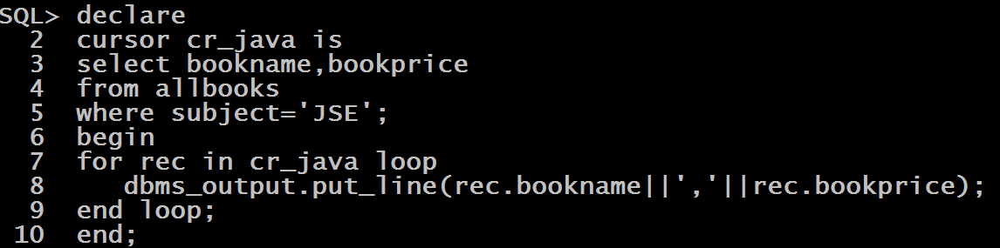 SQL> declare
  2  cursor cr_java is
  3  select bookname,bookprice
  4  from allbooks
  5  where subject='JSE';
  6  begin
  7  for rec in cr_java loop
  8     dbms_output.put_line(rec.bookname||','||rec.bookprice);
  9  end loop;
 10  end;